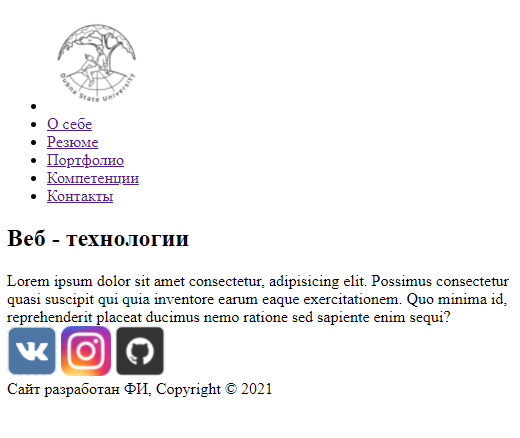 Dubna State University
О себе
Резюме
Портфолио
Компетенции
Контакты
Веб - технологии
Lorem ipsum dolor sit amet consectetur, adipisicing elit. Possimus consectetur
quasi suscipit qui quia inventore earum eaque exercitationem. Quo minima id,
reprehenderit placeat ducimus nemo ratione sed sapiente enim sequi?
Сайт разработан ФИ, Copyright © 2021